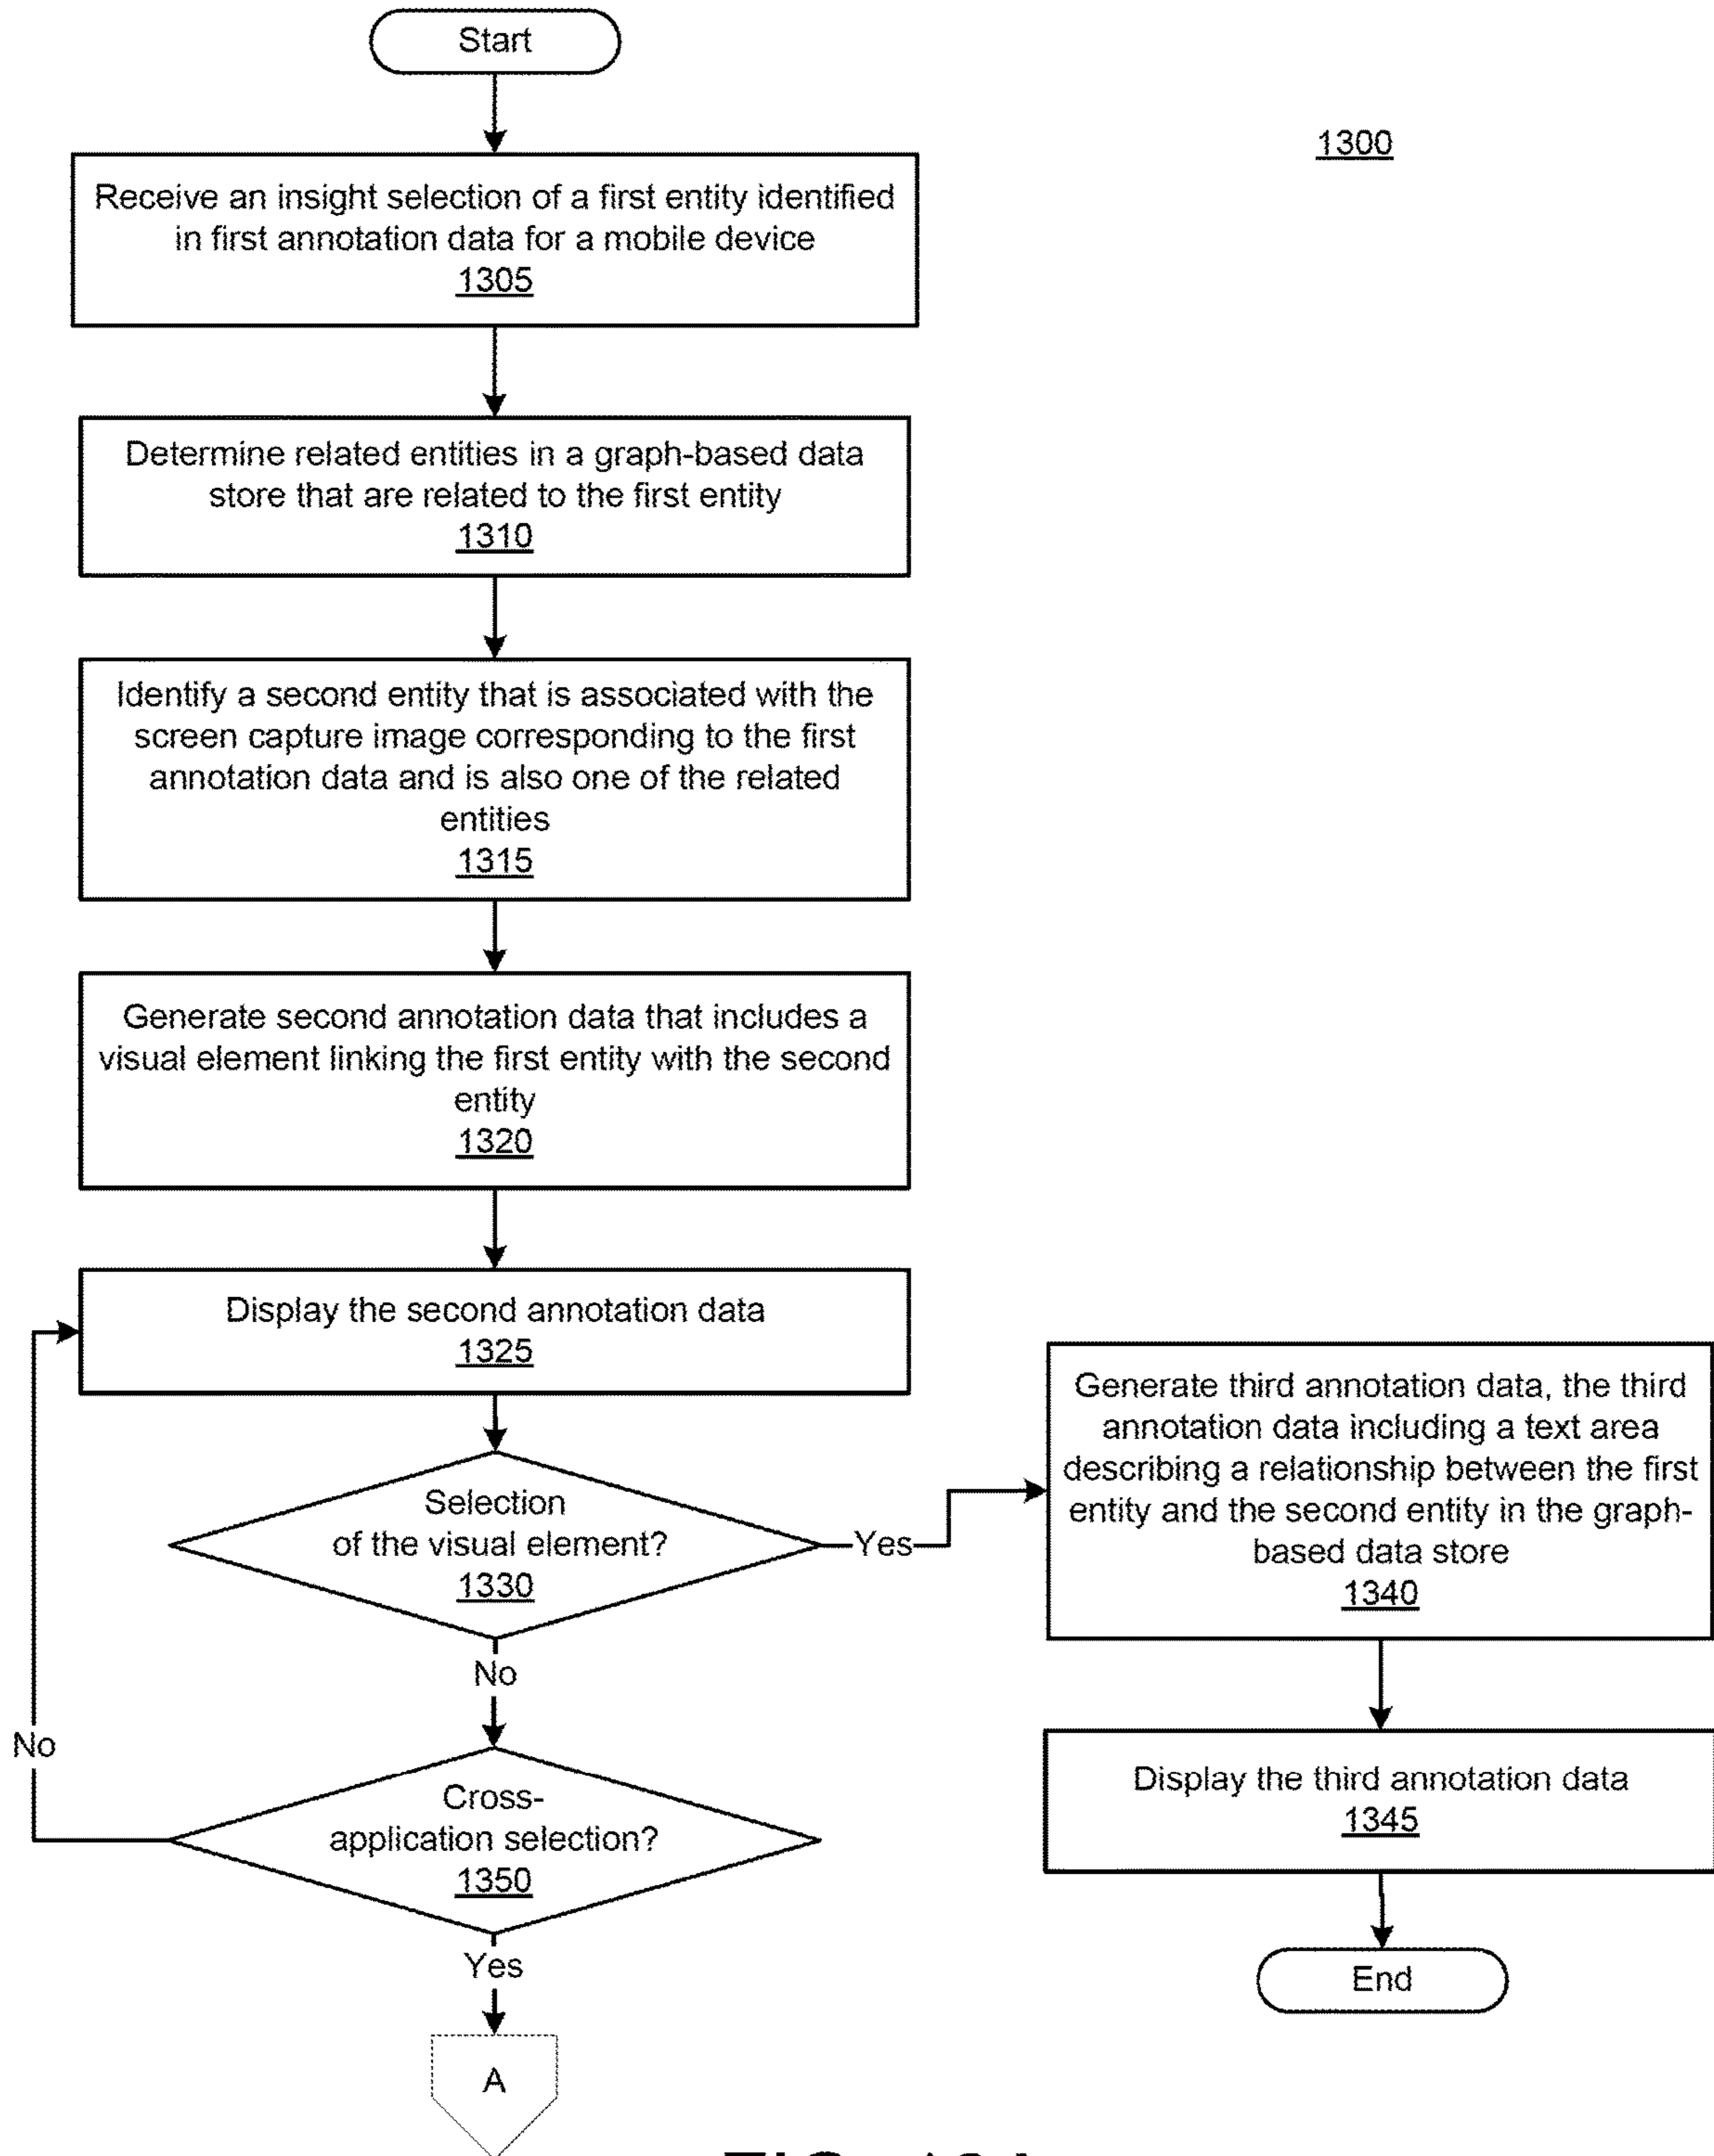 Start
1300
Receive an insight selection of a first entity identified
in first annotation data for a mobile device
1305
Determine related entities in a graph-based data
store that are related to the first entity
1310
Identify a second entity that is associated with the
screen capture image corresponding to the first
annotation data and is also one of the related
entities
1315
Generate second annotation data that includes a
visual element linking the first entity with the second
entity
1320
Display the second annotation data
1325
Selection
of the visual element?
1330
Yes
Generate third annotation data, the third
annotation data including a text area
describing a relationship between the first
entity and the second entity in the graph-
based data store
1340
No
Display the third annotation data
1345
No
Cross-
application selection?
1350
Yes
End
A